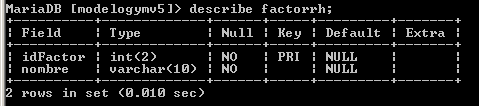 MariaDB [modelogymv5]> describe factorrh;
+----------+-------------+------+-----+---------+-------+
| Field    | Type        | Null | Key | Default | Extra |
+----------+-------------+------+-----+---------+-------+
| idFactor | int(2)      | NO   | PRI | NULL    |       |
| nombre   | varchar(10) | NO   |     | NULL    |       |
+----------+-------------+------+-----+---------+-------+
2 rows in set (0.010 sec)